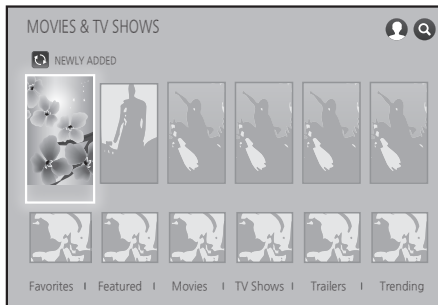 MOVIES & TV SHOWS
NEWLY ADDED
Favorites I Featured I Movies I TV Shows I Trailers I Trending